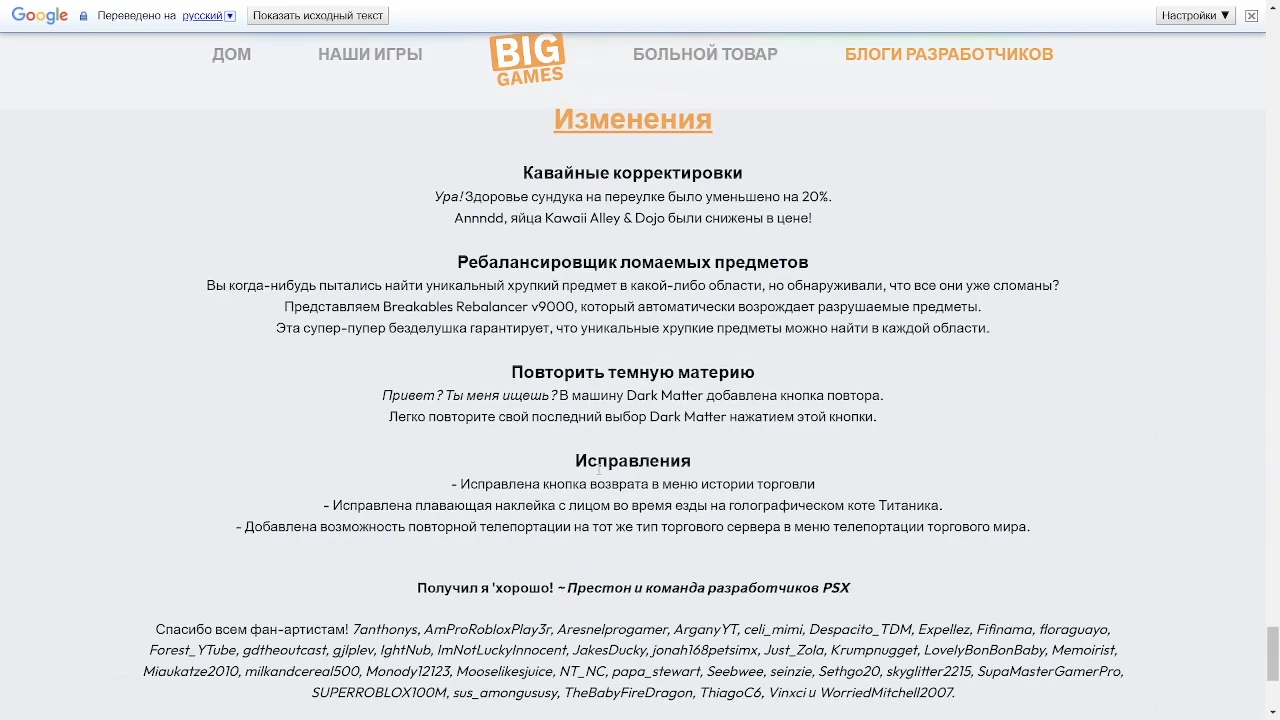 Google Переведено на русский Показать исходный текст Настройки ▼
ДОМ НАШИ ИГРЫ BIG GAMES БОЛЬНОЙ ТОВАР БЛОГИ РАЗРАБОТЧИКОВ
Изменения
Кавайные корректировки
Ура! Здоровье сундука на переулке было уменьшено на 20%.
Annndd, яйца Kawaii Alley & Dojo были снижены в цене!
Ребалансировщик ломаемых предметов
Вы когда-нибудь пытались найти уникальный хрупкий предмет в какой-либо области, но обнаруживали, что все они уже сломаны?
Представляем Breakables Rebalancer v9000, который автоматически возрождает разрушаемые предметы.
Эта супер-пупер безделушка гарантирует, что уникальные хрупкие предметы можно найти в каждой области.
Повторить темную материю
Привет? Ты меня ищешь? В машину Dark Matter добавлена кнопка повтора.
Легко повторите свой последний выбор Dark Matter нажатием этой кнопки.
Исправления
- Исправлена кнопка возврата в меню истории торговли
- Исправлена плавающая наклейка с лицом во время езды на голографическом коте Титаника.
- Добавлена возможность повторной телепортации на тот же тип торгового сервера в меню телепортации торгового мира.
Получил я 'хорошо! ~ Престон и команда разработчиков PSX
Спасибо всем фан-артистам! 7anthonys, AmProRobloxPlay3r, Aresnelprogamer, ArganyYT, celi_mimi, Despacito_TDM, Expellez, Fifinama, floraguayo,
Forest_YTube, gdtheoutcast, gjlplev, IghtNub, ImNotLuckyInnocent, JakesDucky, jonah168petsimx, Just_Zola, Krumpnugget, LovelyBonBonBaby, Memoirist,
Miaukatze2010, milkandcereal500, Monody12123, Mooselikesjuice, NT_NC, papa_stewart, Seebwee, seinzie, Sethgo20, skyglitter2215, SupaMasterGamerPro,
SUPERROBLOX100M, sus_amongususy, TheBabyFireDragon, ThiagoC6, Vinxci и WorriedMitchell2007.